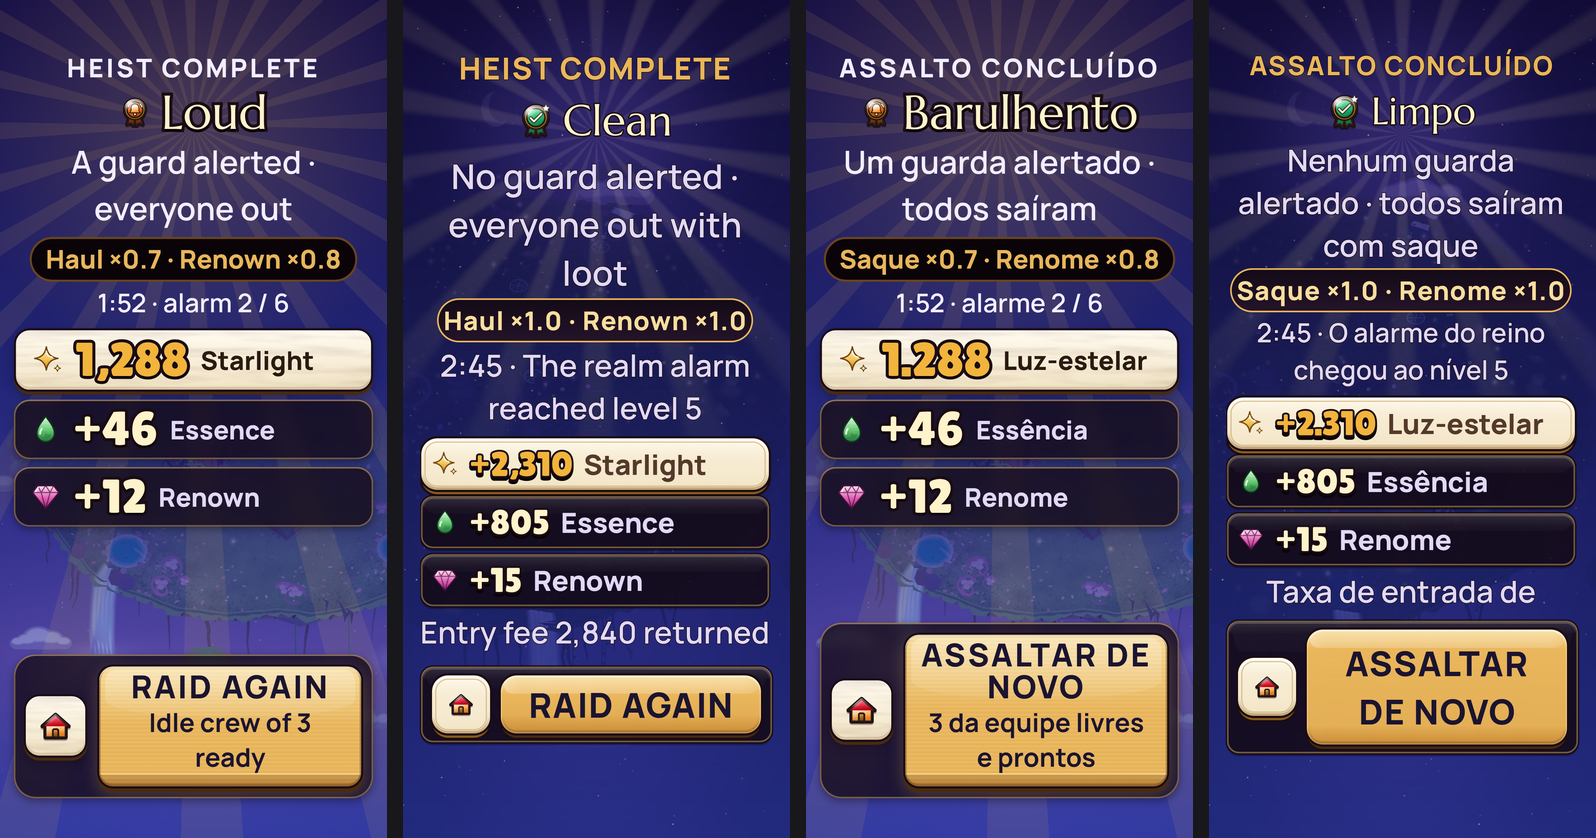 HEIST COMPLETE
Loud
A guard alerted ·
everyone out
Haul ×0.7 · Renown ×0.8
1:52 · alarm 2 / 6
1,288 Starlight
+46 Essence
+12 Renown
RAID AGAIN
Idle crew of 3
ready
HEIST COMPLETE
Clean
No guard alerted ·
everyone out with
loot
Haul ×1.0 · Renown ×1.0
2:45 · The realm alarm
reached level 5
+2,310 Starlight
+805 Essence
+15 Renown
Entry fee 2,840 returned
RAID AGAIN
ASSALTO CONCLUÍDO
Barulhento
Um guarda alertado ·
todos saíram
Saque ×0.7 · Renome ×0.8
1:52 · alarme 2 / 6
1.288 Luz-estelar
+46 Essência
+12 Renome
ASSALTAR DE
NOVO
3 da equipe livres
e prontos
ASSALTO CONCLUÍDO
Limpo
Nenhum guarda
alertado · todos saíram
com saque
Saque ×1.0 · Renome ×1.0
2:45 · O alarme do reino
chegou ao nível 5
+2.310 Luz-estelar
+805 Essência
+15 Renome
Taxa de entrada de
ASSALTAR
DE NOVO